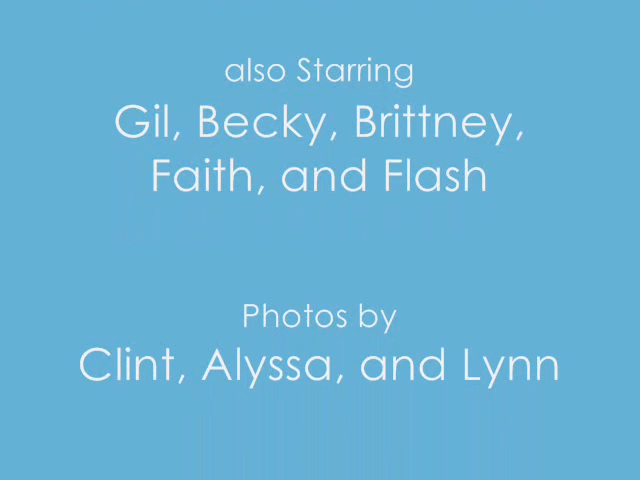 also Starring
Gil, Becky, Brittney,
Faith, and Flash
Photos by
Clint, Alyssa, and Lynn